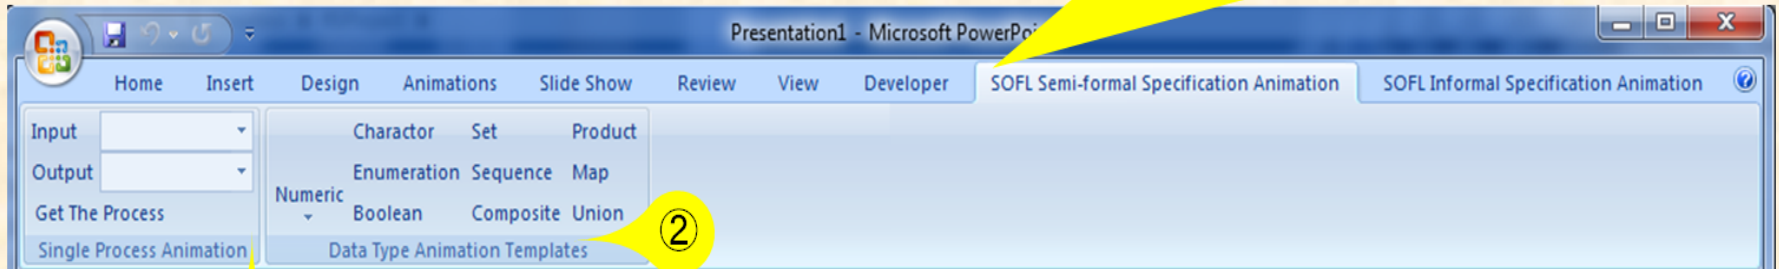 Presentation1 - Microsoft PowerPoi
Home Insert Design Animations Slide Show Review View Developer SOFL Semi-formal Specification Animation SOFL Informal Specification Animation
Input Charactor Set Product
Output Enumeration Sequence Map
Numeric
Get The Process Boolean Composite Union
②
Single Process Animation Data Type Animation Templates